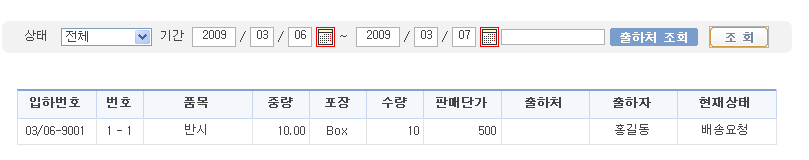 상태 전체 기간 2009 / 03 / 06 ~ 2009 / 03 / 07 출하처 조회 조 회
입하번호 번호 품목 중량 포장 수량 판매단가 출하처 출하자 현재상태
03/06-9001 1 - 1 반시 10.00 Box 10 500 홍길동 배송요청